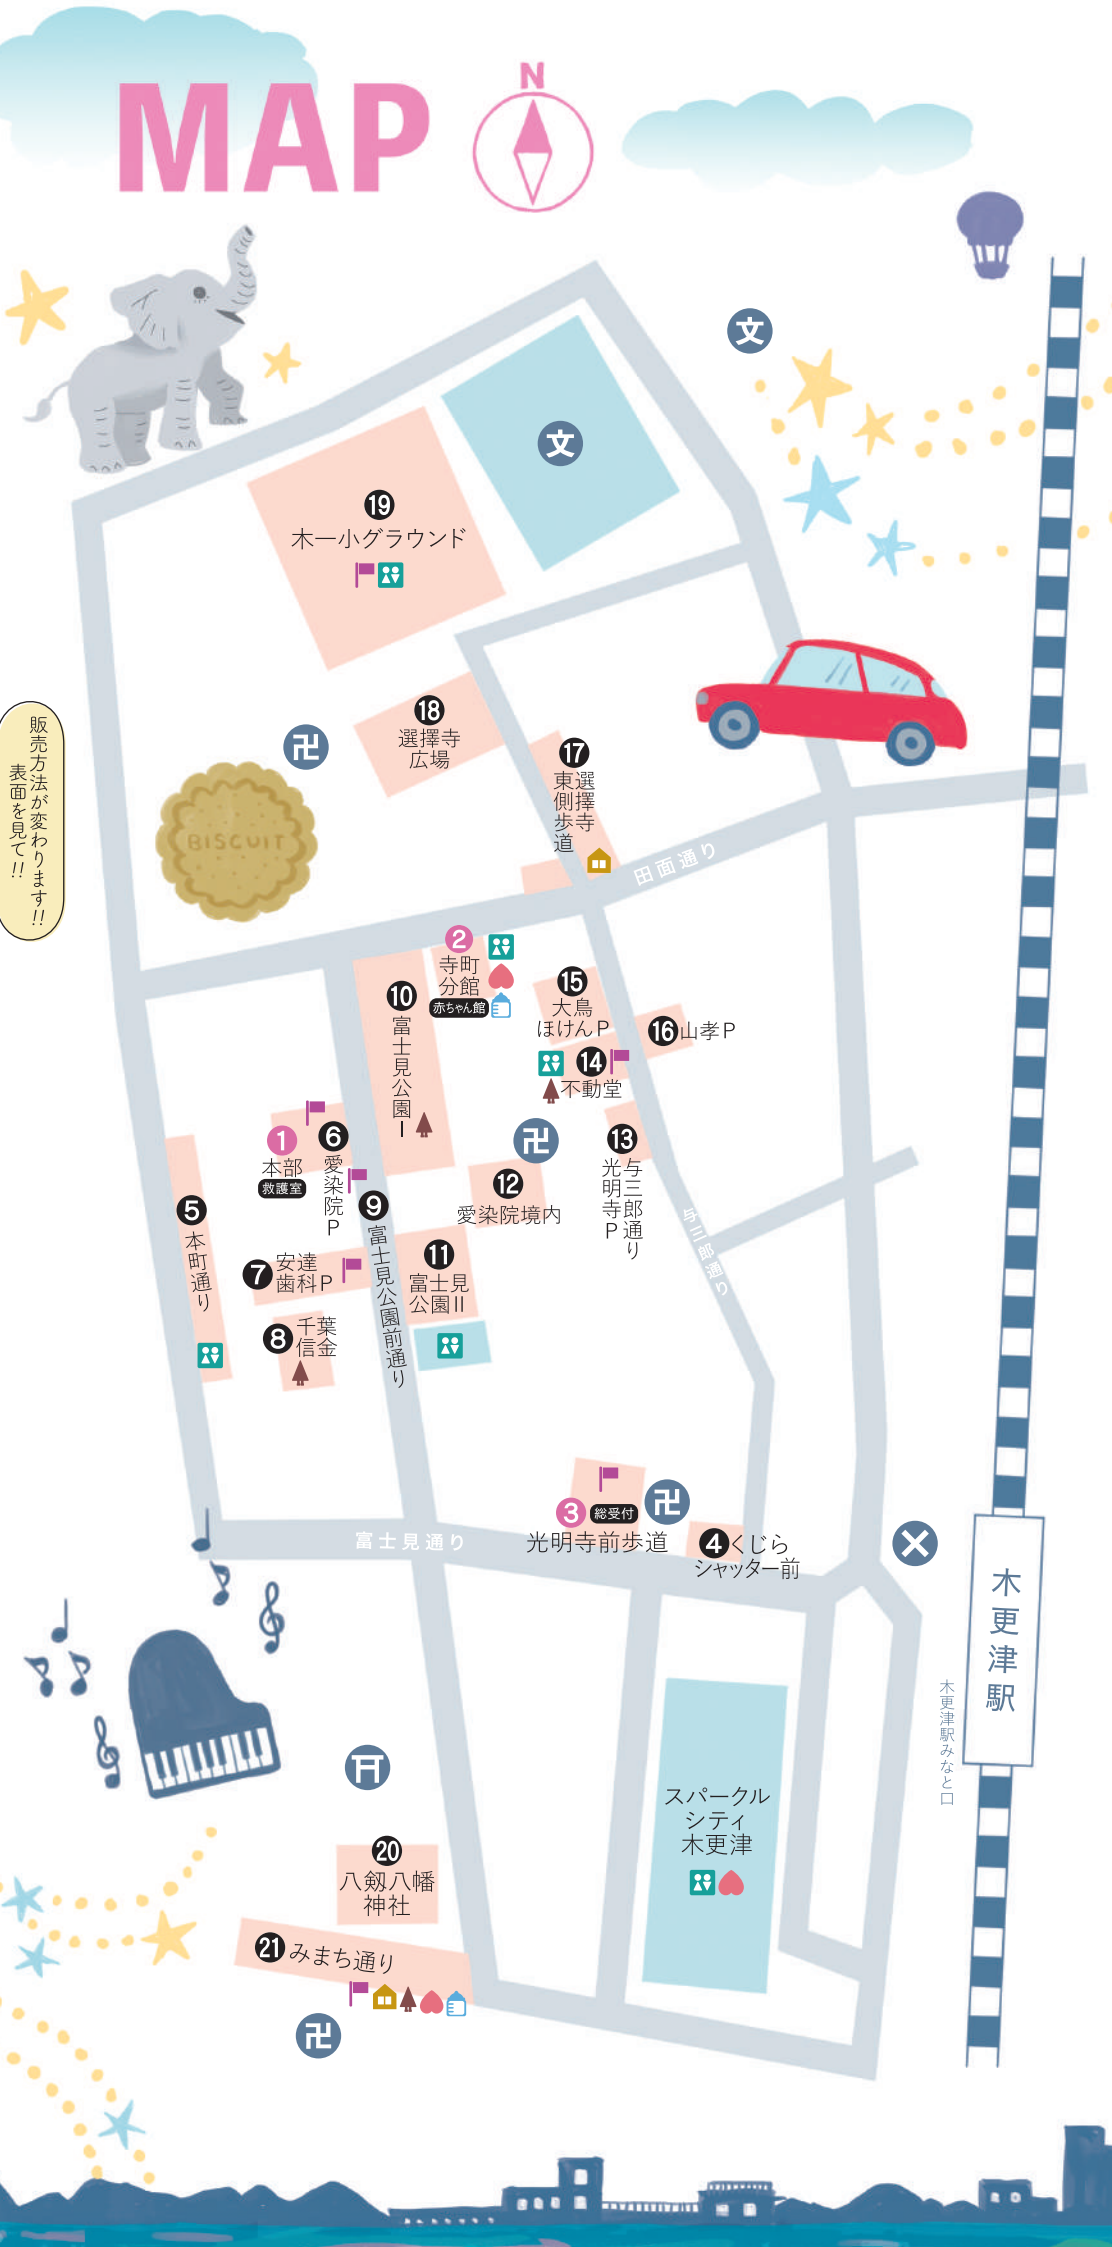 MAP
N
文
文
⑲
木一小グラウンド
⑱
選擇寺
広場
⑰
選擇寺
東側歩道
販売方法が変わります!!
表面を見て!!
BISCUIT
田面通り
②
寺町
分館
赤ちゃん館
⑩
富士見公園Ⅰ
⑮
大鳥
ほけんP
⑯山孝P
⑭
不動堂
①
本部
救護室
⑥
愛染院P
⑬
与三郎通り
光明寺P
⑫
愛染院境内
⑤
本町通り
⑨
富士見公園前通り
⑦安達
歯科P
⑪
富士見
公園Ⅱ
与三郎通り
⑧千葉
信金
③総受付
光明寺前歩道
④くじら
シャッター前
富士見通り
木更津駅
木更津駅みなと口
スパークル
シティ
木更津
⑳
八剱八幡
神社
㉑みまち通り